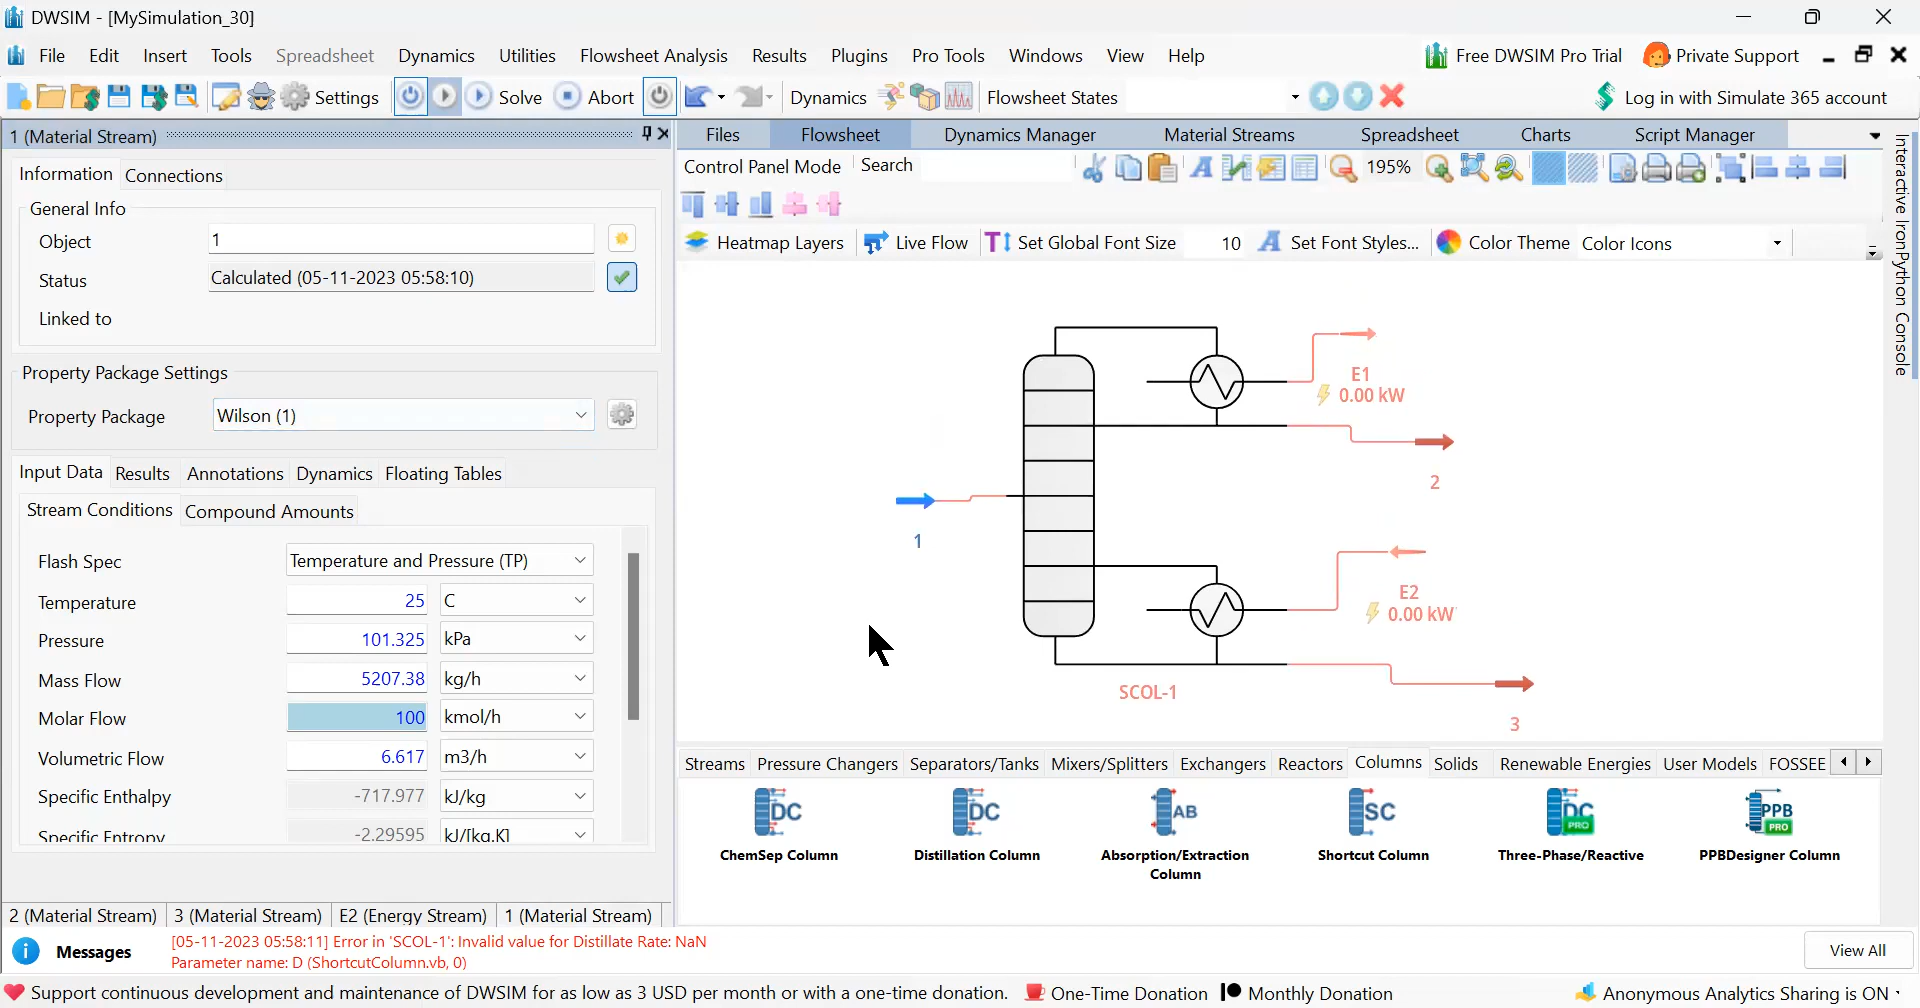 DWSIM - [MySimulation_30]
File Edit Insert Tools Spreadsheet Dynamics Utilities Flowsheet Analysis Results Plugins Pro Tools Windows View Help Free DWSIM Pro Trial Private Support
Settings Solve Abort Dynamics Flowsheet States Log in with Simulate 365 account
1 (Material Stream)
Files Flowsheet Dynamics Manager Material Streams Spreadsheet Charts Script Manager
Interactive IronPython Console
Control Panel Mode Search 195%
Heatmap Layers Live Flow Set Global Font Size 10 Set Font Styles... Color Theme Color Icons
Information Connections
General Info
Object 1
Status Calculated (05-11-2023 05:58:10)
Linked to
Property Package Settings
Property Package Wilson (1)
Input Data Results Annotations Dynamics Floating Tables
Stream Conditions Compound Amounts
Flash Spec Temperature and Pressure (TP)
Temperature 25 C
Pressure 101.325 kPa
Mass Flow 5207.38 kg/h
Molar Flow 100 kmol/h
Volumetric Flow 6.617 m3/h
Specific Enthalpy -717.977 kJ/kg
Specific Entropy -2.29595 kJ/[kg.K]
E1
0.00 kW
2
1
E2
0.00 kW
SCOL-1
3
Streams Pressure Changers Separators/Tanks Mixers/Splitters Exchangers Reactors Columns Solids Renewable Energies User Models FOSSEE
DC DC AB SC DC PRO PPB PRO
ChemSep Column Distillation Column Absorption/Extraction Column Shortcut Column Three-Phase/Reactive PPBDesigner Column
2 (Material Stream) 3 (Material Stream) E2 (Energy Stream) 1 (Material Stream)
Messages
[05-11-2023 05:58:11] Error in 'SCOL-1': Invalid value for Distillate Rate: NaN
Parameter name: D (ShortcutColumn.vb, 0)
View All
Support continuous development and maintenance of DWSIM for as low as 3 USD per month or with a one-time donation. One-Time Donation Monthly Donation Anonymous Analytics Sharing is ON